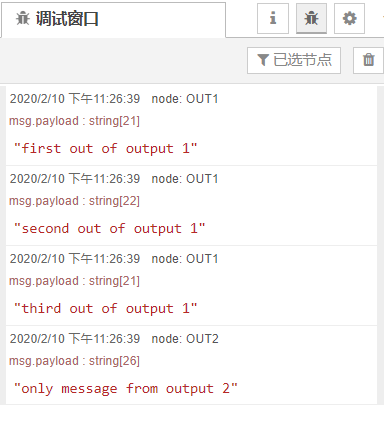 调试窗口
已选节点
2020/2/10 下午11:26:39 node: OUT1
msg.payload : string[21]
"first out of output 1"
2020/2/10 下午11:26:39 node: OUT1
msg.payload : string[22]
"second out of output 1"
2020/2/10 下午11:26:39 node: OUT1
msg.payload : string[21]
"third out of output 1"
2020/2/10 下午11:26:39 node: OUT2
msg.payload : string[26]
"only message from output 2"